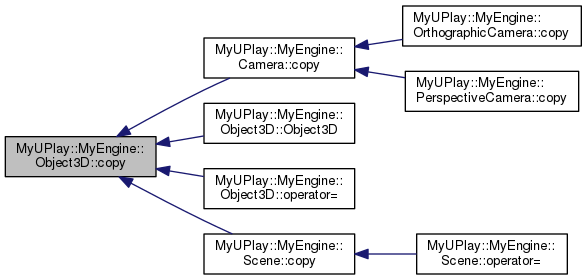 MyUPlay::MyEngine::
Object3D::copy
MyUPlay::MyEngine::
Camera::copy
MyUPlay::MyEngine::
OrthographicCamera::copy
MyUPlay::MyEngine::
PerspectiveCamera::copy
MyUPlay::MyEngine::
Object3D::Object3D
MyUPlay::MyEngine::
Object3D::operator=
MyUPlay::MyEngine::
Scene::copy
MyUPlay::MyEngine::
Scene::operator=